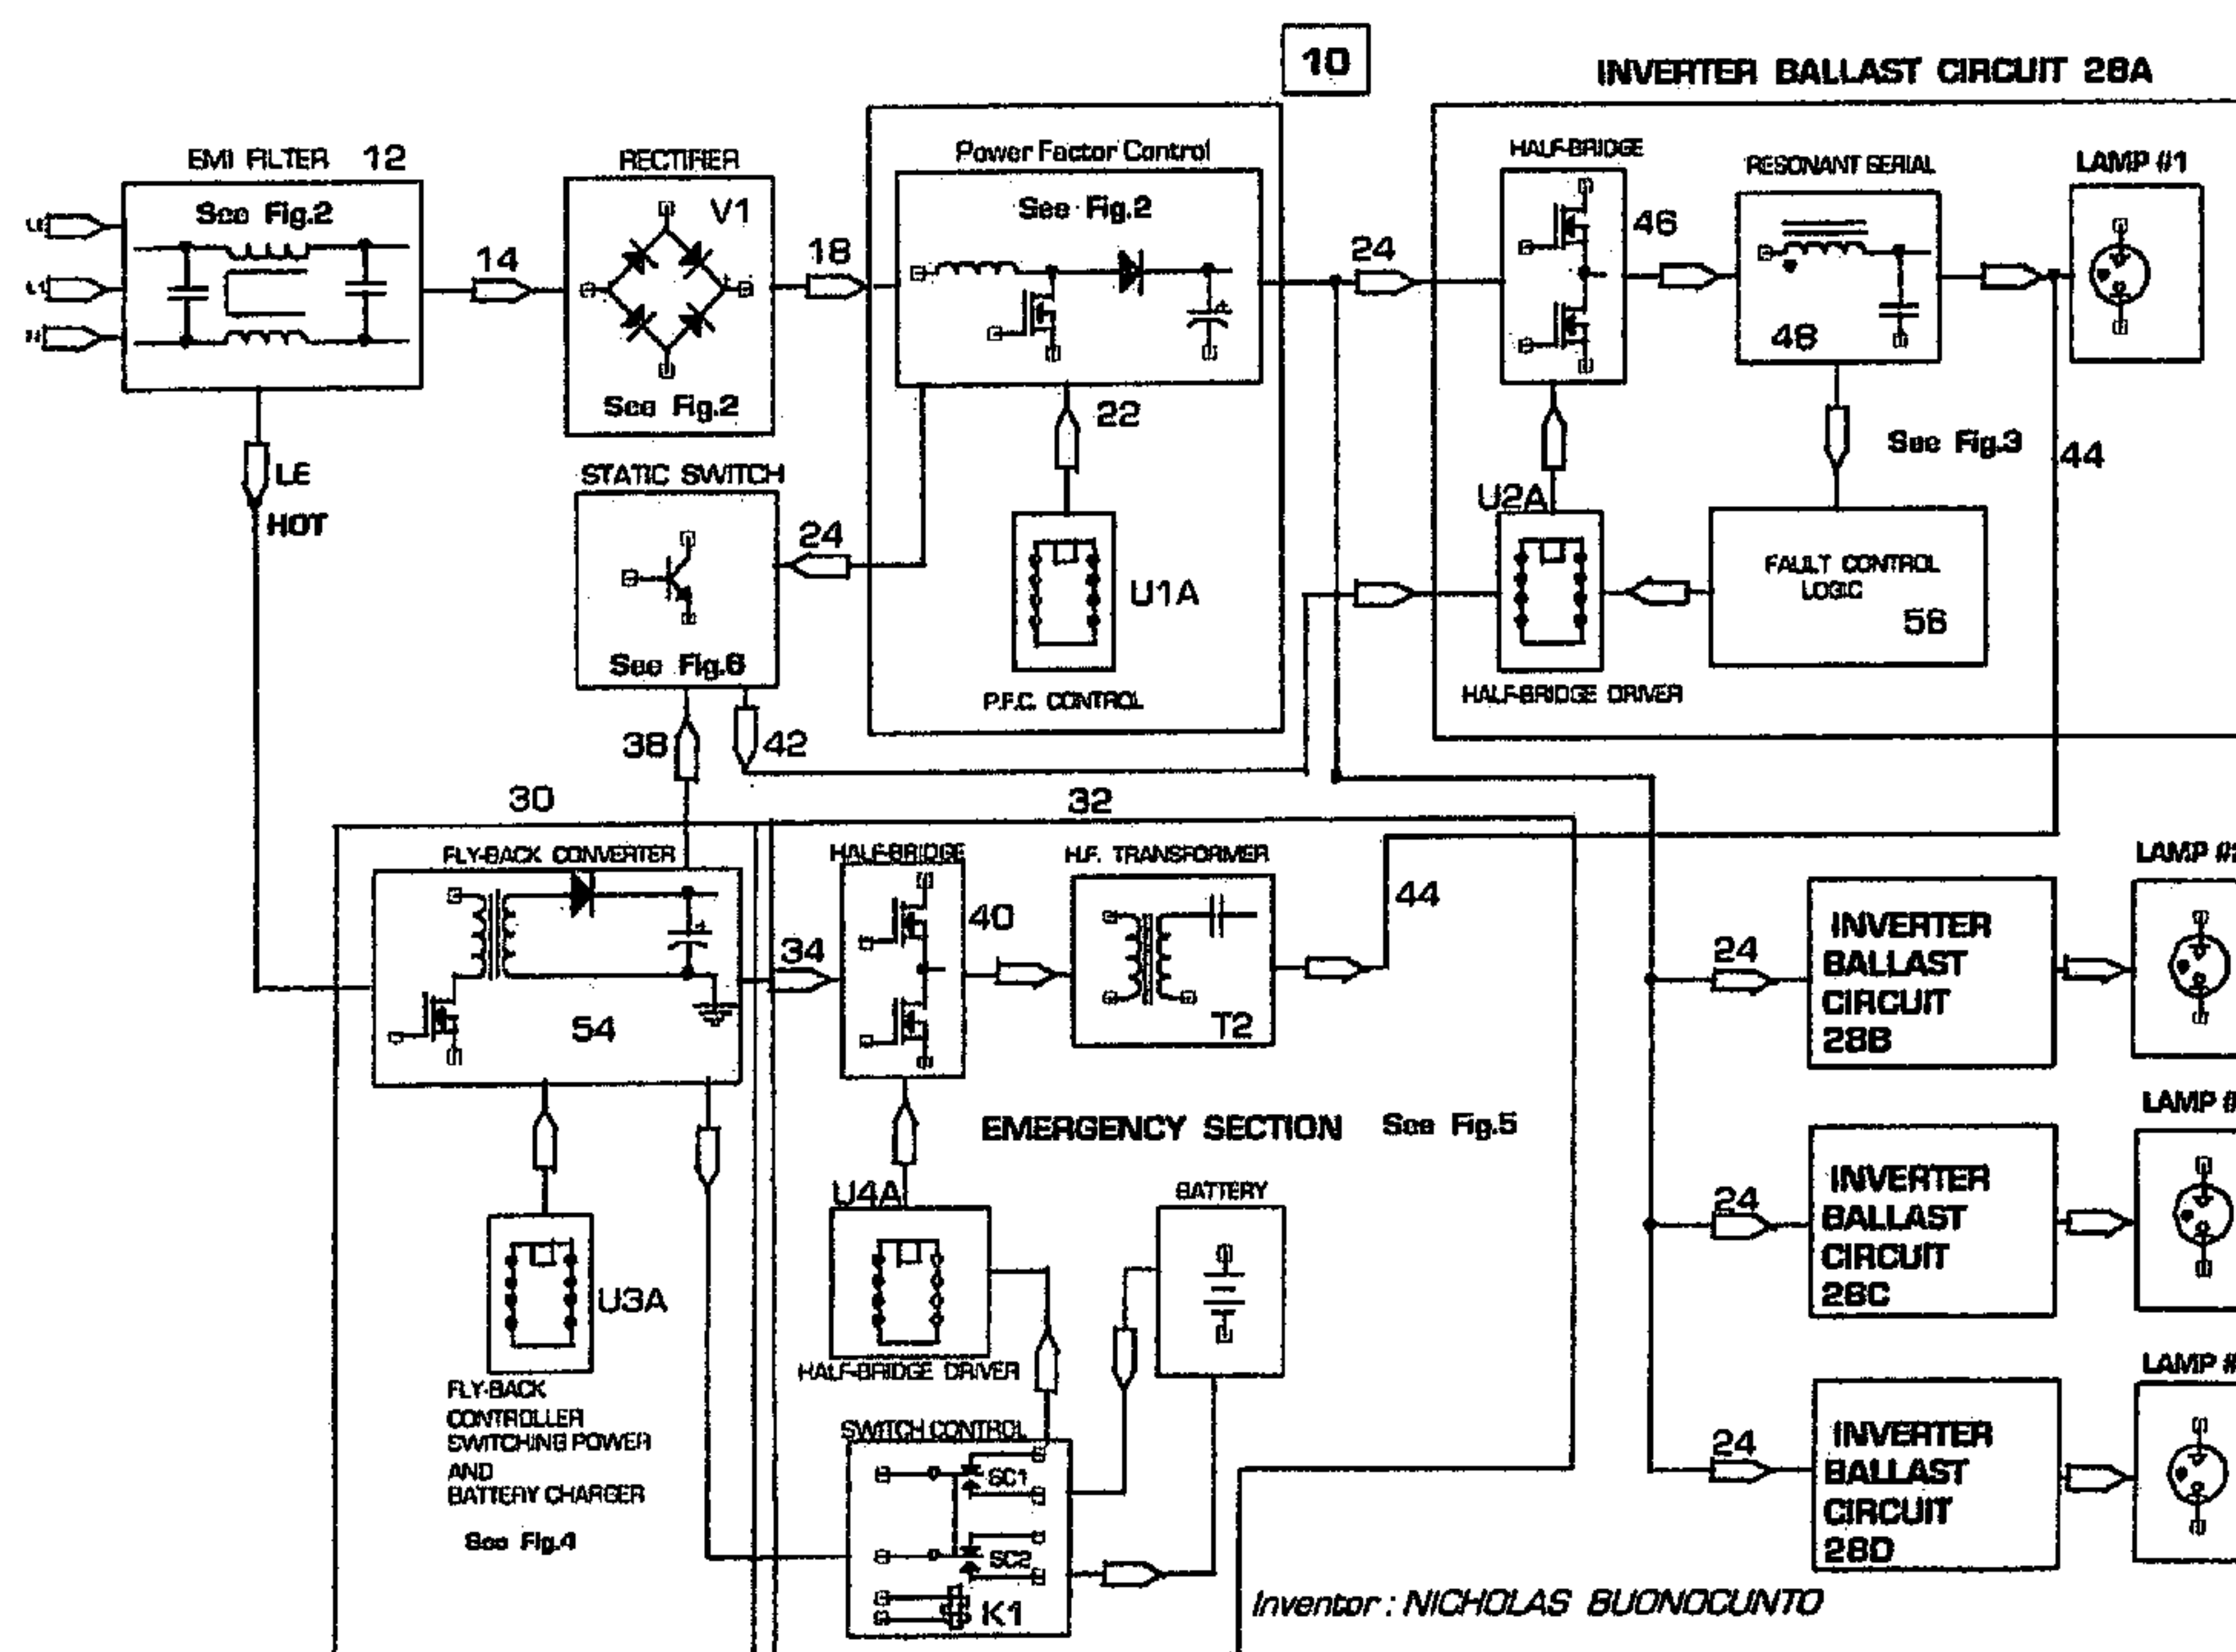 10
INVERTER BALLAST CIRCUIT 28A
EMI FILTER 12
See Fig.2
14
RECTIFIER
V1
See Fig.2
18
Power Factor Control
See Fig.2
22
U1A
P.F.C. CONTROL
24
HALF-BRIDGE
46
RESONANT SERIAL
48
LAMP #1
See Fig.3
44
U2A
HALF-BRIDGE DRIVER
FAULT CONTROL
LOGIC
56
LE
HOT
STATIC SWITCH
24
See Fig.6
38
42
30
32
FLY-BACK CONVERTER
54
34
HALF-BRIDGE
40
H.F. TRANSFORMER
T2
44
EMERGENCY SECTION See Fig.5
U3A
FLY-BACK
CONTROLLER
SWITCHING POWER
AND
BATTERY CHARGER
See Fig.4
U4A
HALF-BRIDGE DRIVER
BATTERY
SWITCH CONTROL
SC1
SC2
K1
24
INVERTER
BALLAST
CIRCUIT
28B
LAMP
24
INVERTER
BALLAST
CIRCUIT
28C
LAMP
24
INVERTER
BALLAST
CIRCUIT
28D
LAMP
Inventor : NICHOLAS BUONOCUNTO